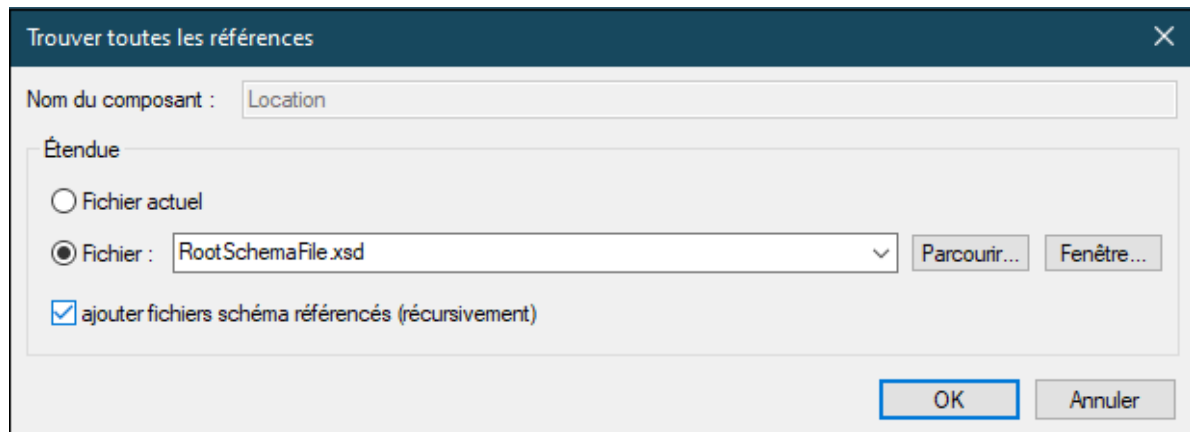 Trouver toutes les références
Nom du composant : Location
Étendue
Fichier actuel
Fichier : RootSchemaFile.xsd Parcourir... Fenêtre...
ajouter fichiers schéma référencés (récursivement)
OK Annuler